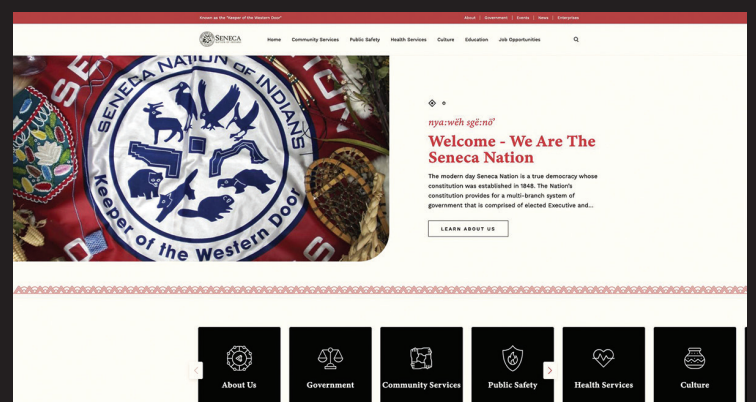 Known as the "Keeper of the Western Door"
About | Government | Events | News | Enterprises
SENECA
Home Community Services Public Safety Health Services Culture Education Job Opportunities
SENECA NATION OF INDIANS
Keeper of the Western Door
nya:wëh sgë:nö'
Welcome - We Are The
Seneca Nation
The modern day Seneca Nation is a true democracy whose
constitution was established in 1848. The Nation's
constitution provides for a multi-branch system of
government that is comprised of elected Executive and...
LEARN ABOUT US
About Us
Government
Community Services
Public Safety
Health Services
Culture